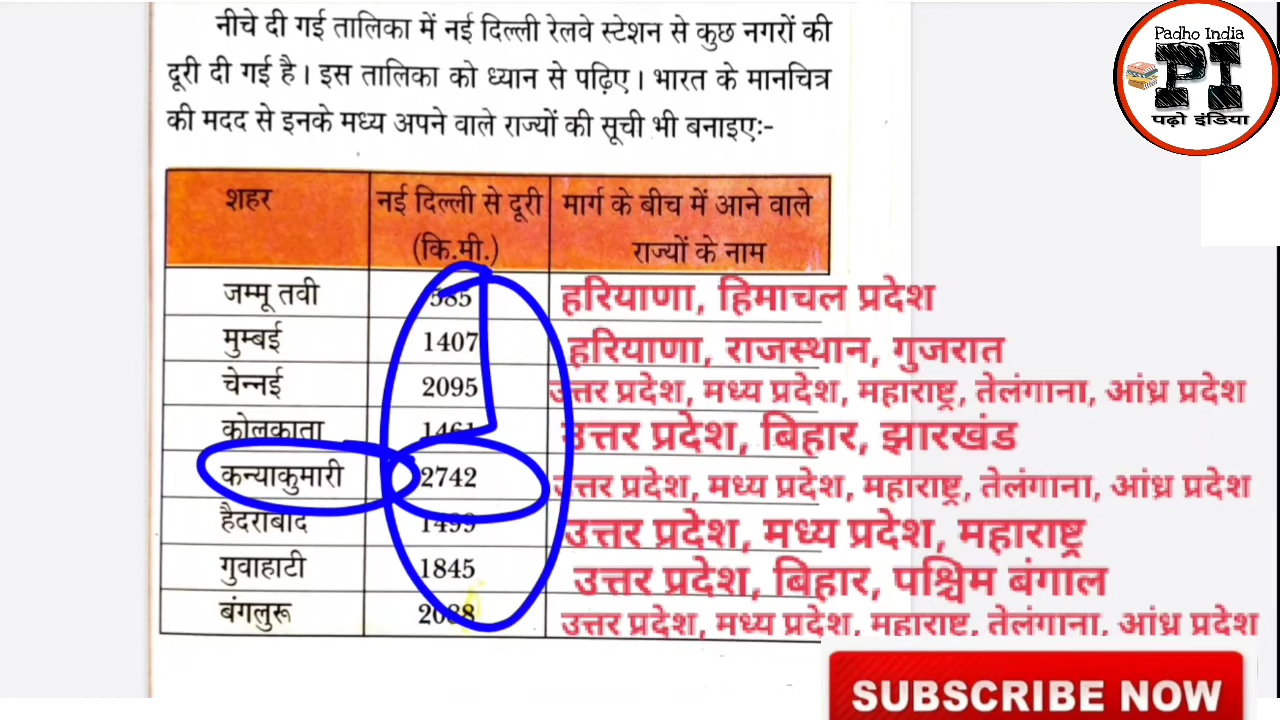 नीचे दी गई तालिका में नई दिल्ली रेलवे स्टेशन से कुछ नगरों की
दूरी दी गई है। इस तालिका को ध्यान से पढ़िए। भारत के मानचित्र
की मदद से इनके मध्य अपने वाले राज्यों की सूची भी बनाइए:-
Padho India
PI
पढ़ो इंडिया
शहर नई दिल्ली से दूरी (कि.मी.) मार्ग के बीच में आने वाले राज्यों के नाम
जम्मू तवी 585 हरियाणा, हिमाचल प्रदेश
मुम्बई 1407 हरियाणा, राजस्थान, गुजरात
चेन्नई 2095 उत्तर प्रदेश, मध्य प्रदेश, महाराष्ट्र, तेलंगाना, आंध्र प्रदेश
कोलकाता 1461 उत्तर प्रदेश, बिहार, झारखंड
कन्याकुमारी 2742 उत्तर प्रदेश, मध्य प्रदेश, महाराष्ट्र, तेलंगाना, आंध्र प्रदेश
हैदराबाद 1499 उत्तर प्रदेश, मध्य प्रदेश, महाराष्ट्र
गुवाहाटी 1845 उत्तर प्रदेश, बिहार, पश्चिम बंगाल
बंगलुरू उत्तर प्रदेश, मध्य प्रदेश, महाराष्ट्र, तेलंगाना, आंध्र प्रदेश
SUBSCRIBE NOW